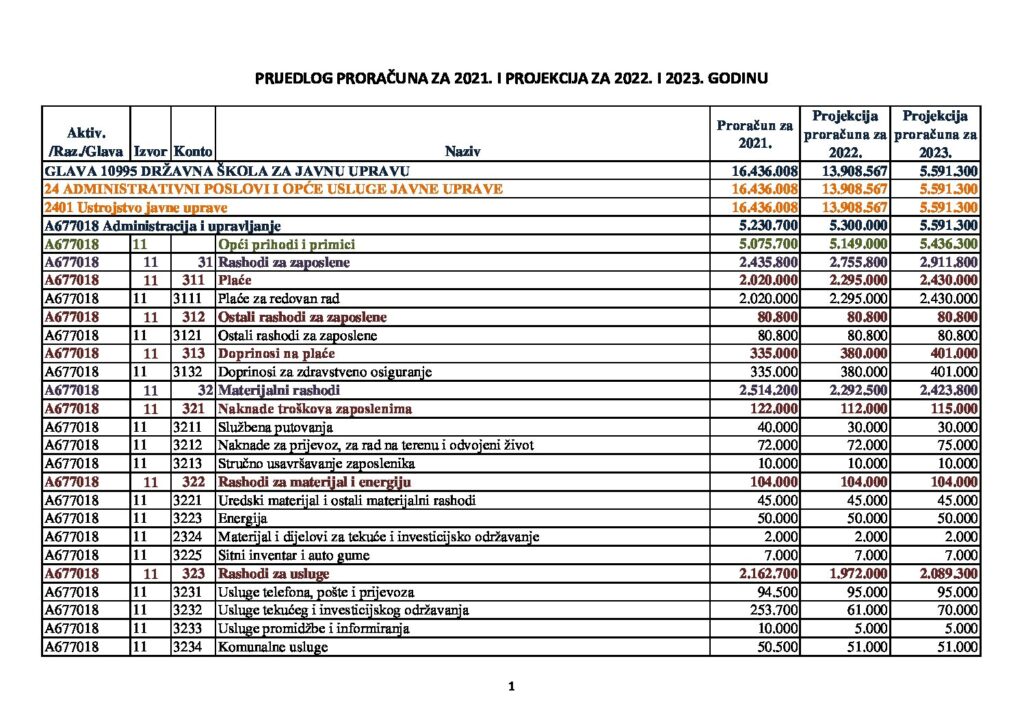 PRIJEDLOG PRORAČUNA ZA 2021. I PROJEKCIJA ZA 2022. I 2023. GODINU
Aktiv. /Raz./Glava Izvor Konto Naziv Proračun za 2021. Projekcija proračuna za 2022. Projekcija proračuna za 2023.
GLAVA 10995 DRŽAVNA ŠKOLA ZA JAVNU UPRAVU 16.436.008 13.908.567 5.591.300
24 ADMINISTRATIVNI POSLOVI I OPĆE USLUGE JAVNE UPRAVE 16.436.008 13.908.567 5.591.300
2401 Ustrojstvo javne uprave 16.436.008 13.908.567 5.591.300
A677018 Administracija i upravljanje 5.230.700 5.300.000 5.591.300
A677018 11 Opći prihodi i primici 5.075.700 5.149.000 5.436.300
A677018 11 31 Rashodi za zaposlene 2.435.800 2.755.800 2.911.800
A677018 11 311 Plaće 2.020.000 2.295.000 2.430.000
A677018 11 3111 Plaće za redovan rad 2.020.000 2.295.000 2.430.000
A677018 11 312 Ostali rashodi za zaposlene 80.800 80.800 80.800
A677018 11 3121 Ostali rashodi za zaposlene 80.800 80.800 80.800
A677018 11 313 Doprinosi na plaće 335.000 380.000 401.000
A677018 11 3132 Doprinosi za zdravstveno osiguranje 335.000 380.000 401.000
A677018 11 32 Materijalni rashodi 2.514.200 2.292.500 2.423.800
A677018 11 321 Naknade troškova zaposlenima 122.000 112.000 115.000
A677018 11 3211 Službena putovanja 40.000 30.000 30.000
A677018 11 3212 Naknade za prijevoz, za rad na terenu i odvojeni život 72.000 72.000 75.000
A677018 11 3213 Stručno usavršavanje zaposlenika 10.000 10.000 10.000
A677018 11 322 Rashodi za materijal i energiju 104.000 104.000 104.000
A677018 11 3221 Uredski materijal i ostali materijalni rashodi 45.000 45.000 45.000
A677018 11 3223 Energija 50.000 50.000 50.000
A677018 11 2324 Materijal i dijelovi za tekuće i investicijsko održavanje 2.000 2.000 2.000
A677018 11 3225 Sitni inventar i auto gume 7.000 7.000 7.000
A677018 11 323 Rashodi za usluge 2.162.700 1.972.000 2.089.300
A677018 11 3231 Usluge telefona, pošte i prijevoza 94.500 95.000 95.000
A677018 11 3232 Usluge tekućeg i investicijskog održavanja 253.700 61.000 70.000
A677018 11 3233 Usluge promidžbe i informiranja 10.000 5.000 5.000
A677018 11 3234 Komunalne usluge 50.500 51.000 51.000
1